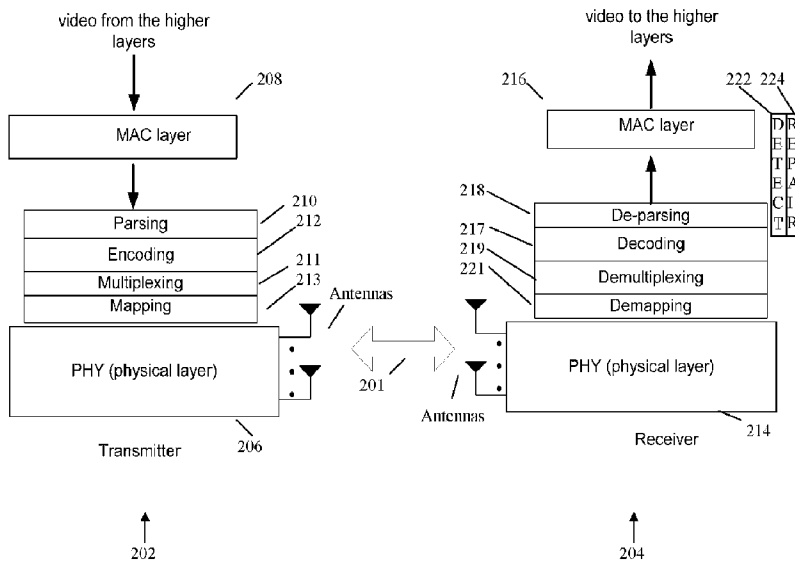 video from the higher
layers
208
MAC layer
210
Parsing
212
Encoding
211
Multiplexing
213
Mapping
Antennas
PHY (physical layer)
206
Transmitter
202
201
video to the higher
layers
216
222
224
MAC layer
DETECT
REPAIR
218
De-parsing
217
Decoding
219
Demultiplexing
221
Demapping
PHY (physical layer)
Antennas
214
Receiver
204